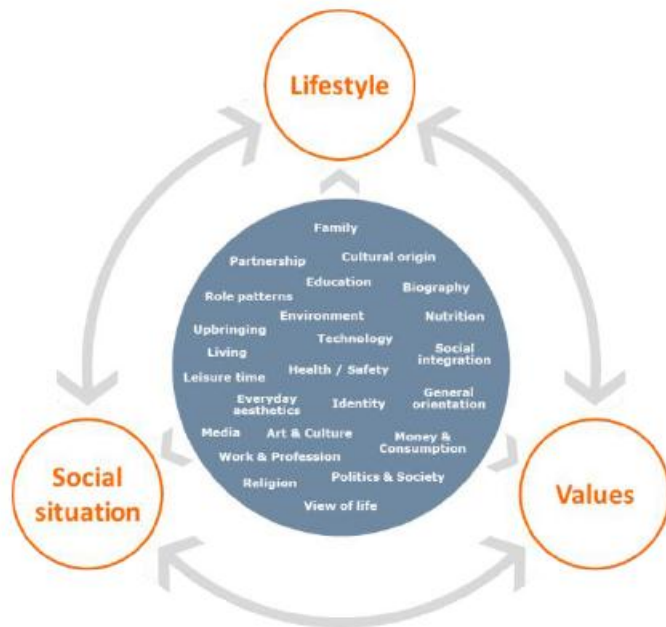 Lifestyle
Family
Partnership
Cultural origin
Education
Biography
Role patterns
Environment
Nutrition
Upbringing
Technology
Living
Social
integration
Health / Safety
Leisure time
General
orientation
Everyday
aesthetics
Identity
Media
Art & Culture
Money &
Consumption
Work & Profession
Religion
Politics & Society
View of life
Social
situation
Values